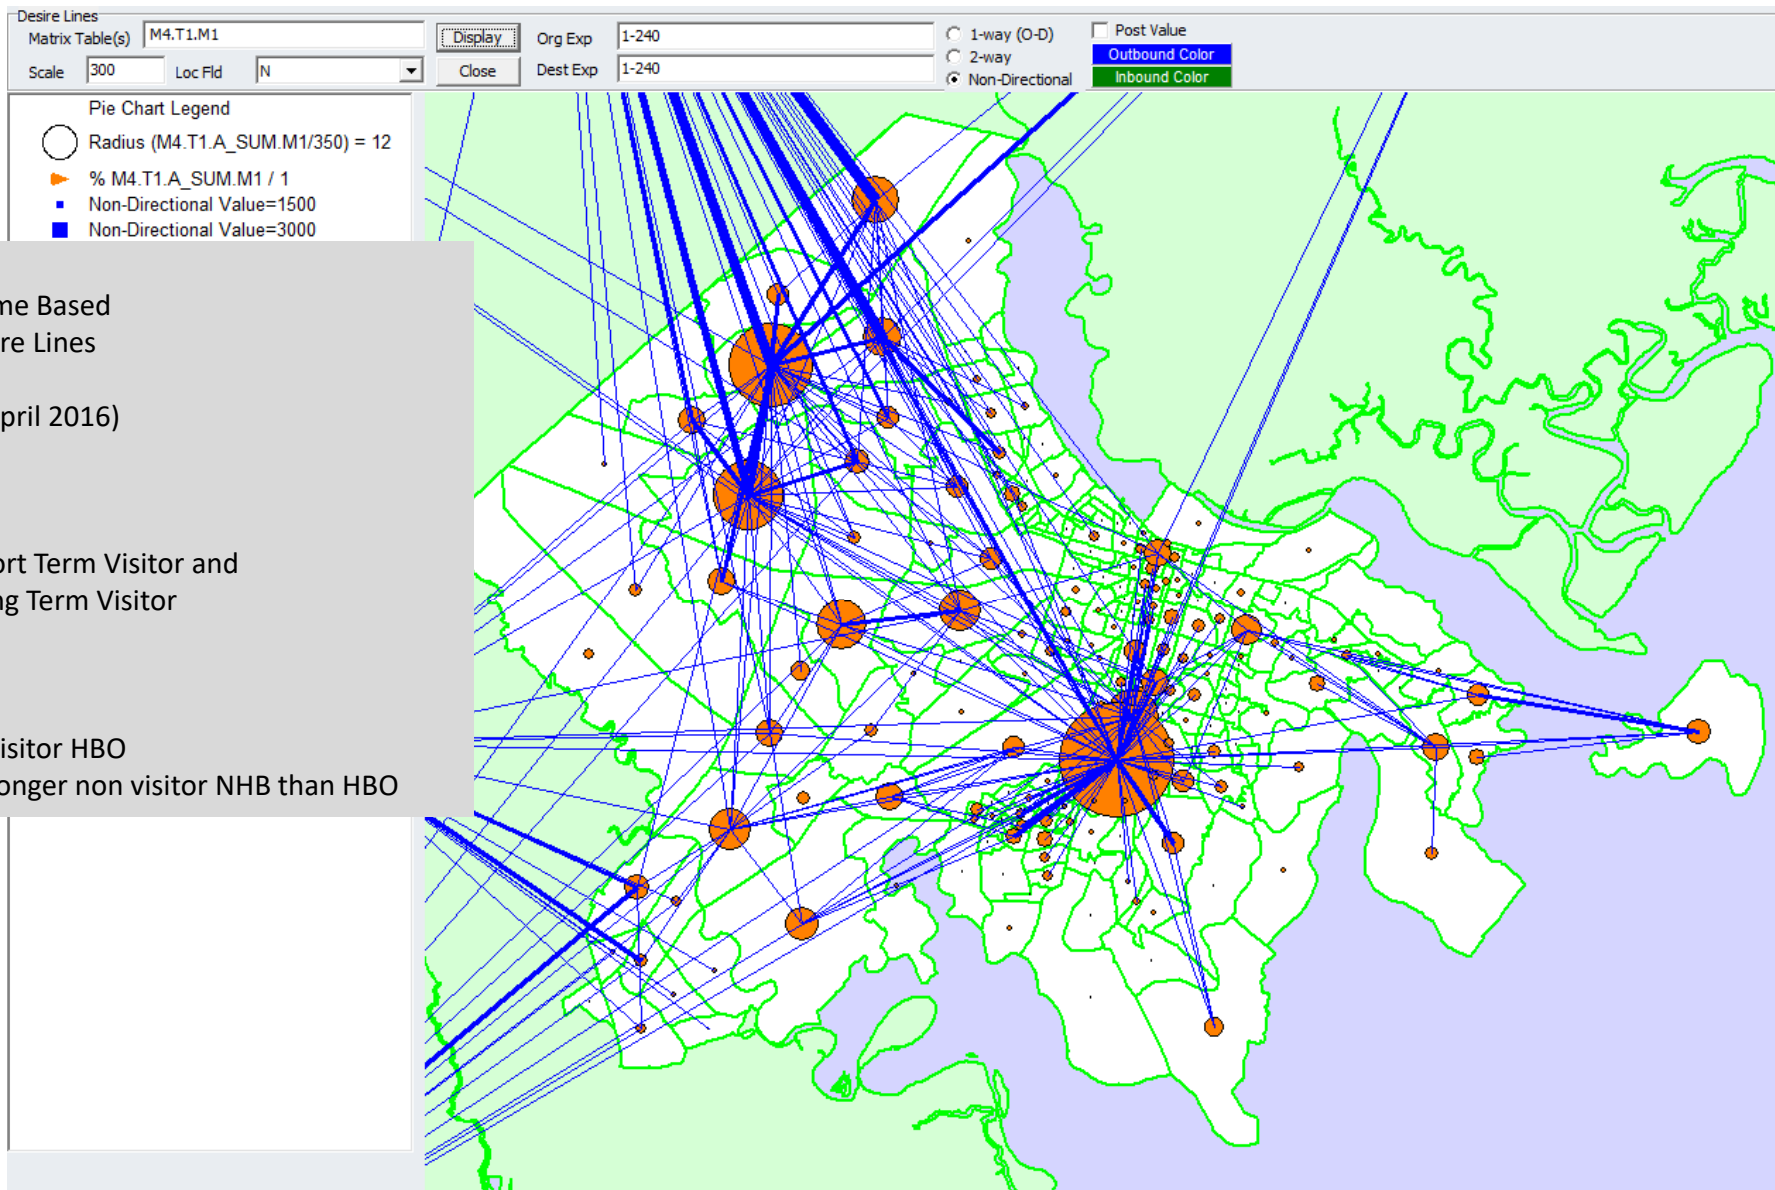 Desire Lines
Matrix Table(s) M4.T1.M1 Display Org Exp 1-240 1-way (O-D) Post Value
2-way Outbound Color
Scale 300 Loc Fld N Close Dest Exp 1-240 Non-Directional Inbound Color
Pie Chart Legend
Radius (M4.T1.A_SUM.M1/350) = 12
% M4.T1.A_SUM.M1 / 1
Non-Directional Value=1500
Non-Directional Value=3000
me Based
re Lines
pril 2016)
ort Term Visitor and
ng Term Visitor
isitor HBO
onger non visitor NHB than HBO